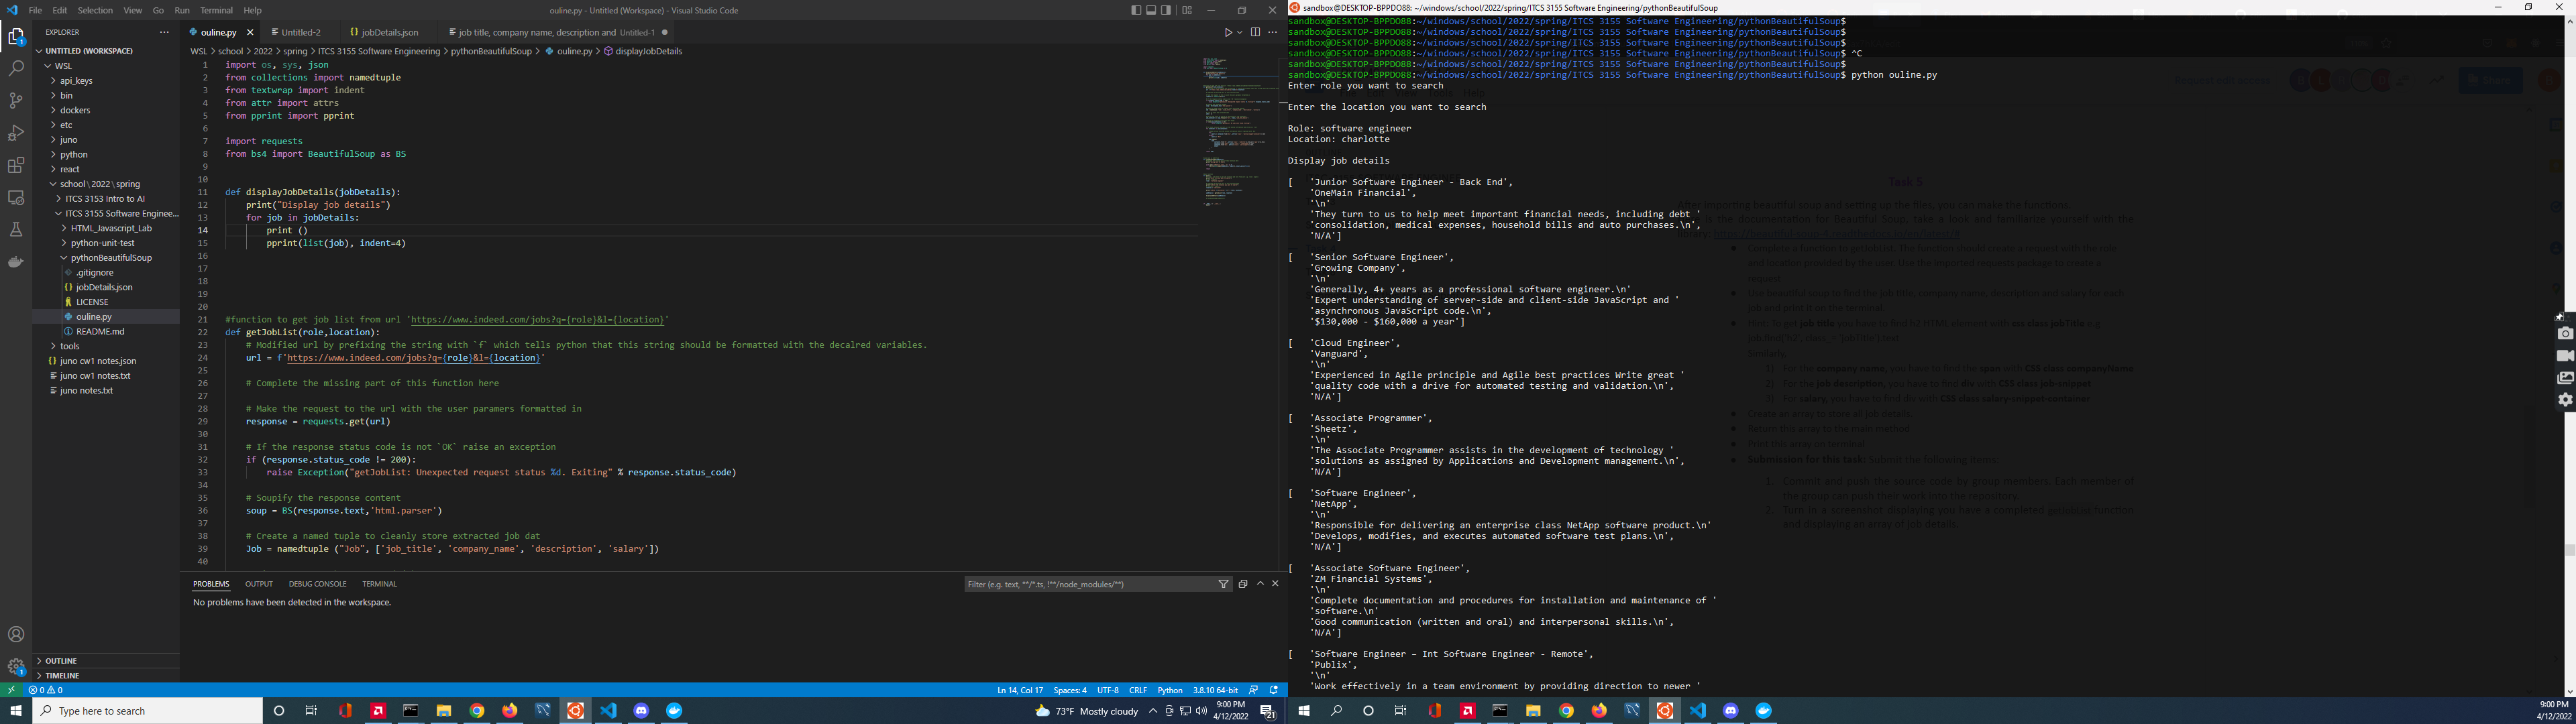 File Edit Selection View Go Run Terminal Help
ouline.py - Untitled (Workspace) - Visual Studio Code
EXPLORER
UNTITLED (WORKSPACE)
WSL
api_keys
bin
dockers
etc
juno
python
react
school\2022\spring
ITCS 3153 Intro to AI
ITCS 3155 Software Enginee...
HTML_Javascript_Lab
python-unit-test
pythonBeautifulSoup
.gitignore
jobDetails.json
LICENSE
ouline.py
README.md
tools
juno cw1 notes.json
juno cw1 notes.txt
juno notes.txt
OUTLINE
TIMELINE
ouline.py Untitled-2 jobDetails.json job title, company name, description and Untitled-1
WSL > school > 2022 > spring > ITCS 3155 Software Engineering > pythonBeautifulSoup > ouline.py > displayJobDetails
1 import os, sys, json
2 from collections import namedtuple
3 from textwrap import indent
4 from attr import attrs
5 from pprint import pprint
6
7 import requests
8 from bs4 import BeautifulSoup as BS
9
10
11 def displayJobDetails(jobDetails):
12 print("Display job details")
13 for job in jobDetails:
14 print ()
15 pprint(list(job), indent=4)
16
17
18
19
20
21 #function to get job list from url 'https://www.indeed.com/jobs?q={role}&l={location}'
22 def getJobList(role,location):
23 # Modified url by prefixing the string with `f` which tells python that this string should be formatted with the decalred variables.
24 url = f'https://www.indeed.com/jobs?q={role}&l={location}'
25
26 # Complete the missing part of this function here
27
28 # Make the request to the url with the user paramers formatted in
29 response = requests.get(url)
30
31 # If the response status code is not `OK` raise an exception
32 if (response.status_code != 200):
33 raise Exception("getJobList: Unexpected request status %d. Exiting" % response.status_code)
34
35 # Soupify the response content
36 soup = BS(response.text,'html.parser')
37
38 # Create a named tuple to cleanly store extracted job dat
39 Job = namedtuple ("Job", ['job_title', 'company_name', 'description', 'salary'])
40
PROBLEMS OUTPUT DEBUG CONSOLE TERMINAL
Filter (e.g. text, **/*.ts, !**/node_modules/**)
No problems have been detected in the workspace.
0 0
Ln 14, Col 17 Spaces: 4 UTF-8 CRLF Python 3.8.10 64-bit
Type here to search
73°F Mostly cloudy
9:00 PM
4/12/2022
21
sandbox@DESKTOP-BPPDO88: ~/windows/school/2022/spring/ITCS 3155 Software Engineering/pythonBeautifulSoup
sandbox@DESKTOP-BPPDO88:~/windows/school/2022/spring/ITCS 3155 Software Engineering/pythonBeautifulSoup$
sandbox@DESKTOP-BPPDO88:~/windows/school/2022/spring/ITCS 3155 Software Engineering/pythonBeautifulSoup$
sandbox@DESKTOP-BPPDO88:~/windows/school/2022/spring/ITCS 3155 Software Engineering/pythonBeautifulSoup$
sandbox@DESKTOP-BPPDO88:~/windows/school/2022/spring/ITCS 3155 Software Engineering/pythonBeautifulSoup$ ^C
sandbox@DESKTOP-BPPDO88:~/windows/school/2022/spring/ITCS 3155 Software Engineering/pythonBeautifulSoup$
sandbox@DESKTOP-BPPDO88:~/windows/school/2022/spring/ITCS 3155 Software Engineering/pythonBeautifulSoup$ python ouline.py
Enter role you want to search
Enter the location you want to search
Role: software engineer
Location: charlotte
Display job details
[ 'Junior Software Engineer - Back End',
'OneMain Financial',
'\n'
'They turn to us to help meet important financial needs, including debt '
'consolidation, medical expenses, household bills and auto purchases.\n',
'N/A']
[ 'Senior Software Engineer',
'Growing Company',
'\n'
'Generally, 4+ years as a professional software engineer.\n'
'Expert understanding of server-side and client-side JavaScript and '
'asynchronous JavaScript code.\n',
'$130,000 - $160,000 a year']
[ 'Cloud Engineer',
'Vanguard',
'\n'
'Experienced in Agile principle and Agile best practices Write great '
'quality code with a drive for automated testing and validation.\n',
'N/A']
[ 'Associate Programmer',
'Sheetz',
'\n'
'The Associate Programmer assists in the development of technology '
'solutions as assigned by Applications and Development management.\n',
'N/A']
[ 'Software Engineer',
'NetApp',
'\n'
'Responsible for delivering an enterprise class NetApp software product.\n'
'Develops, modifies, and executes automated software test plans.\n',
'N/A']
[ 'Associate Software Engineer',
'ZM Financial Systems',
'\n'
'Complete documentation and procedures for installation and maintenance of '
'software.\n'
'Good communication (written and oral) and interpersonal skills.\n',
'N/A']
[ 'Software Engineer – Int Software Engineer - Remote',
'Publix',
'\n'
'Work effectively in a team environment by providing direction to newer '
Task 5
9:00 PM
4/12/2022